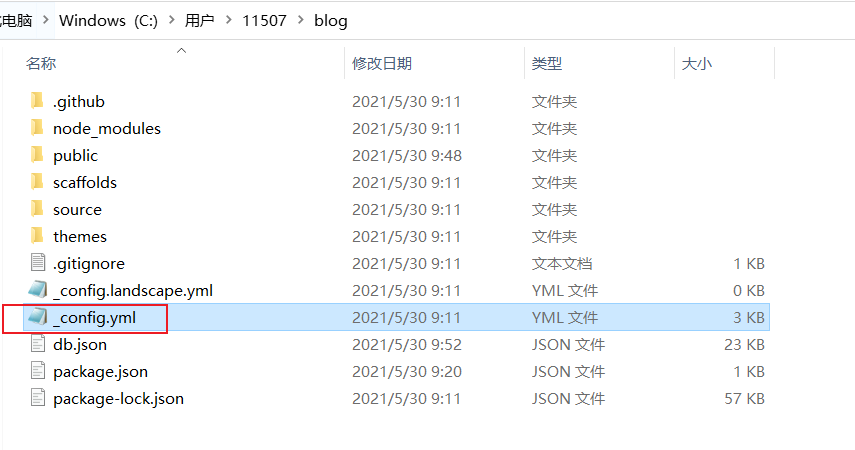 电脑 > Windows (C:) > 用户 > 11507 > blog
名称 修改日期 类型 大小
.github 2021/5/30 9:11 文件夹
node_modules 2021/5/30 9:11 文件夹
public 2021/5/30 9:48 文件夹
scaffolds 2021/5/30 9:11 文件夹
source 2021/5/30 9:11 文件夹
themes 2021/5/30 9:11 文件夹
.gitignore 2021/5/30 9:11 文本文档 1 KB
_config.landscape.yml 2021/5/30 9:11 YML 文件 0 KB
_config.yml 2021/5/30 9:11 YML 文件 3 KB
db.json 2021/5/30 9:52 JSON 文件 23 KB
package.json 2021/5/30 9:20 JSON 文件 1 KB
package-lock.json 2021/5/30 9:11 JSON 文件 57 KB